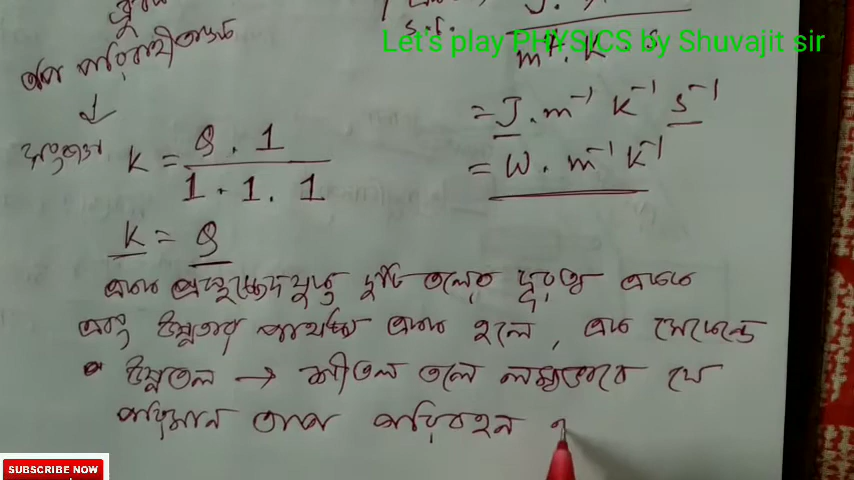 S.I.
m². K. S
Let's play PHYSICS by Shuvajit sir
তাপ পরিবাহিতাঙ্ক
= J. m⁻¹ K⁻¹ S⁻¹
K = Q . 1 / 1 . 1 . 1
= W. m⁻¹ K⁻¹
K = Q
একক প্রস্থচ্ছেদযুক্ত দুটি তলের দূরত্ব একক
এবং উষ্ণতার পার্থক্য একক হলে, এক সেকেন্ডে
উষ্ণতল → শীতল তলে লম্বভাবে যে
পরিমান তাপ পরিবহন
SUBSCRIBE NOW